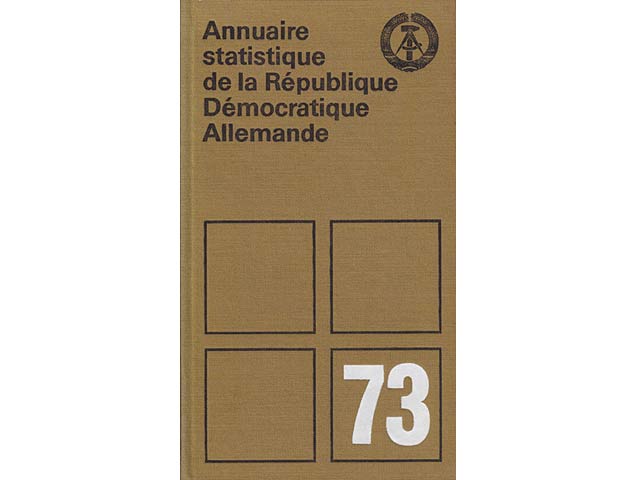 Annuaire
statistique
de la République
Démocratique
Allemande
73